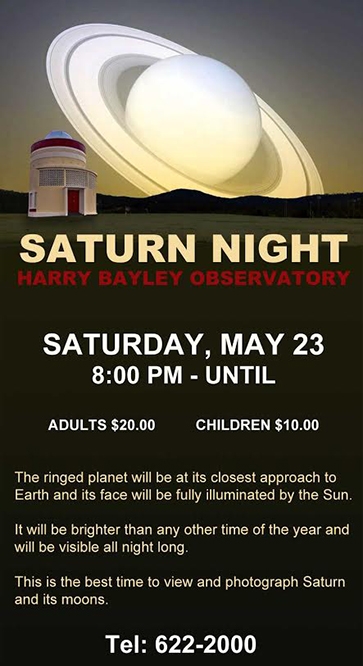 SATURN NIGHT
HARRY BAYLEY OBSERVATORY
SATURDAY, MAY 23
8:00 PM - UNTIL
ADULTS $20.00 CHILDREN $10.00
The ringed planet will be at its closest approach to
Earth and its face will be fully illuminated by the Sun.
It will be brighter than any other time of the year and
will be visible all night long.
This is the best time to view and photograph Saturn
and its moons.
Tel: 622-2000